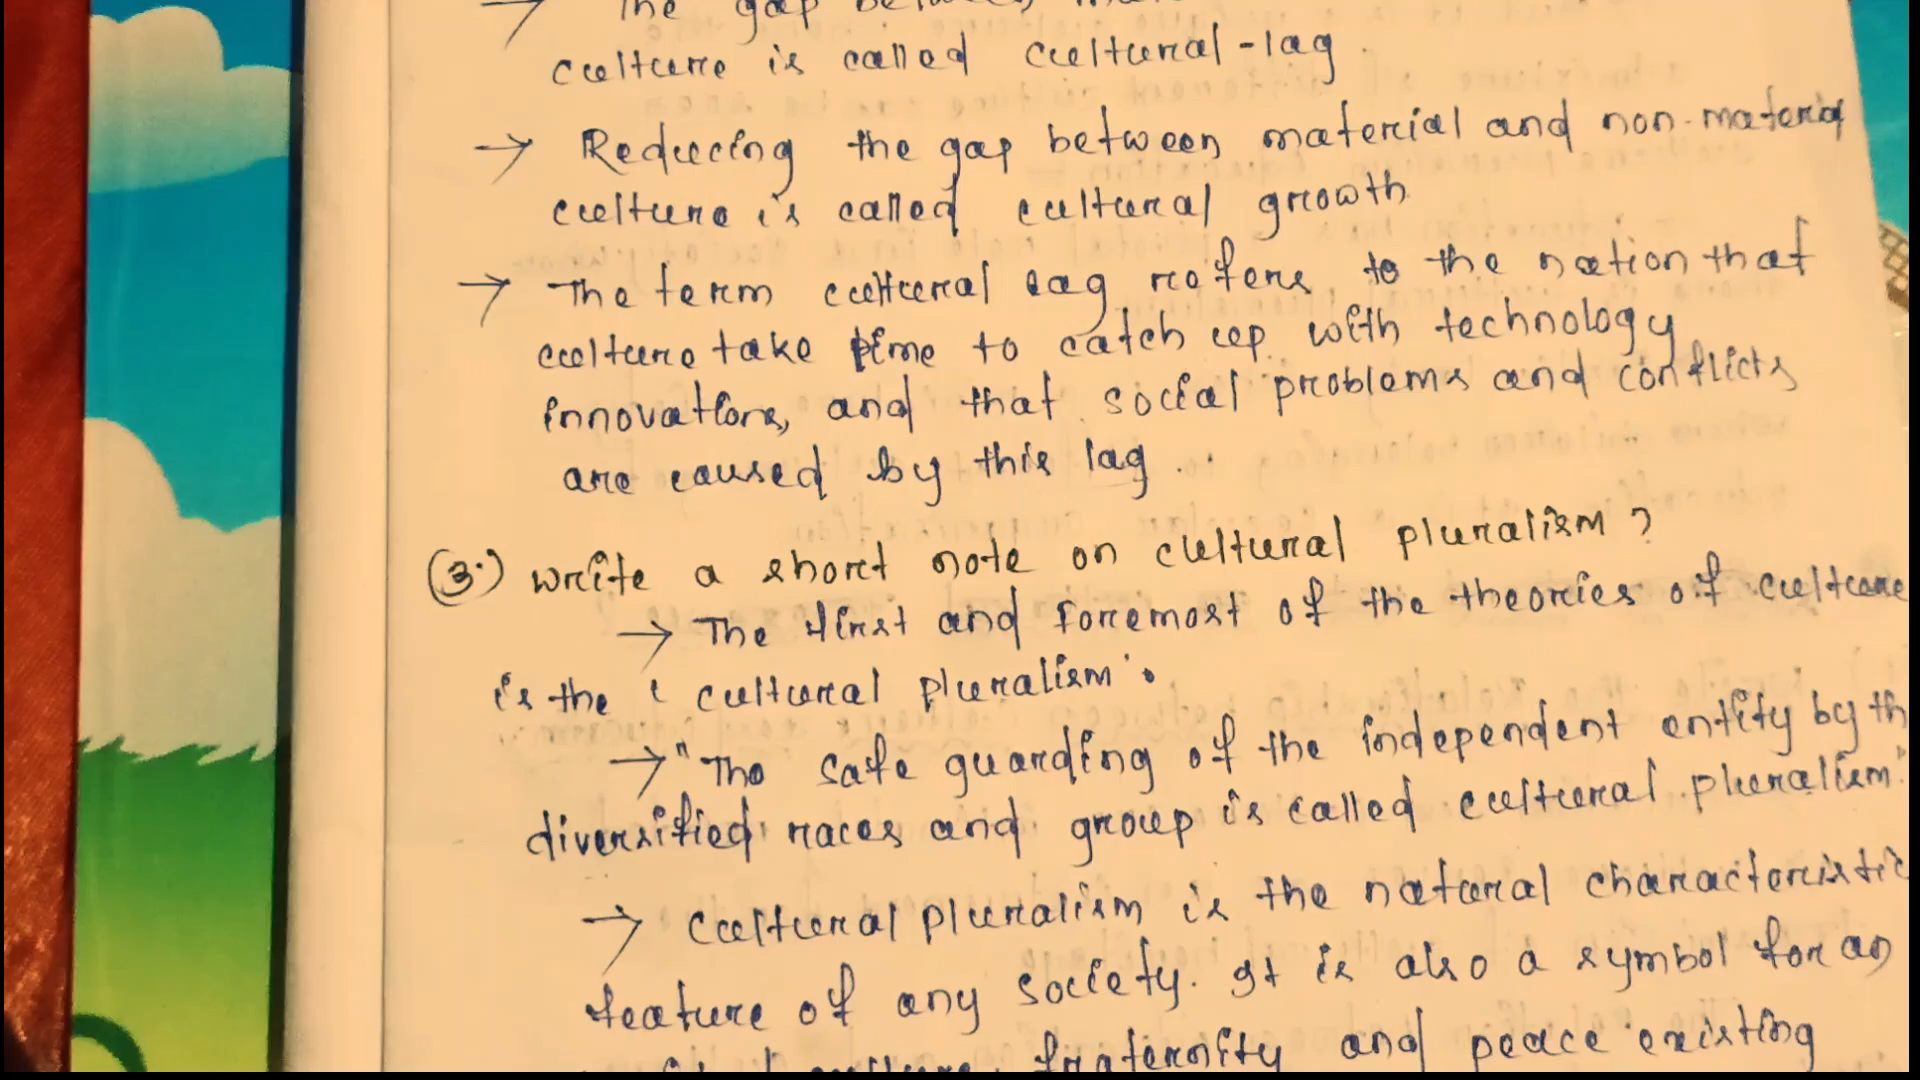 → The gap between
culture is called cultural-lag.
→ Reducing the gap between material and non-material
culture is called cultural growth
→ The term cultural lag refers to the notion that
culture take time to catch up with technology
innovations, and that social problems and conflicts
are caused by this lag.
(3.) Write a short note on cultural pluralism?
→ The first and foremost of the theories of culture
is the ' cultural pluralism'.
→ "The safe guarding of the independent entity by th
diversified races and group is called cultural pluralism."
→ Cultural pluralism is the natural characteristic
feature of any society. It is also a symbol for an
fraternity and peace existing